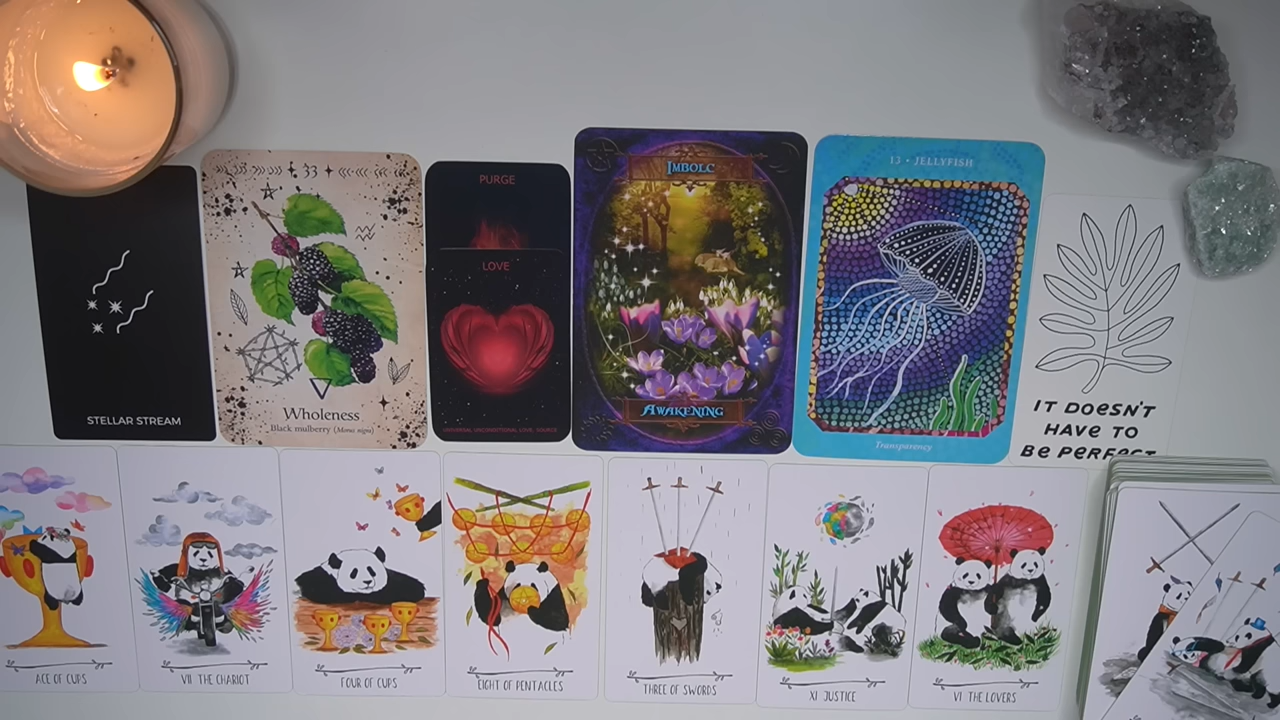 STELLAR STREAM
33
Wholeness
Black mulberry (Morus nigra)
PURGE
LOVE
UNIVERSAL UNCONDITIONAL LOVE, SOURCE
IMBOLC
AWAKENING
13 • JELLYFISH
Transparency
IT DOESN'T
HAVE TO
BE PERFECT
ACE OF CUPS
VII THE CHARIOT
FOUR OF CUPS
EIGHT OF PENTACLES
THREE OF SWORDS
XI JUSTICE
VI THE LOVERS